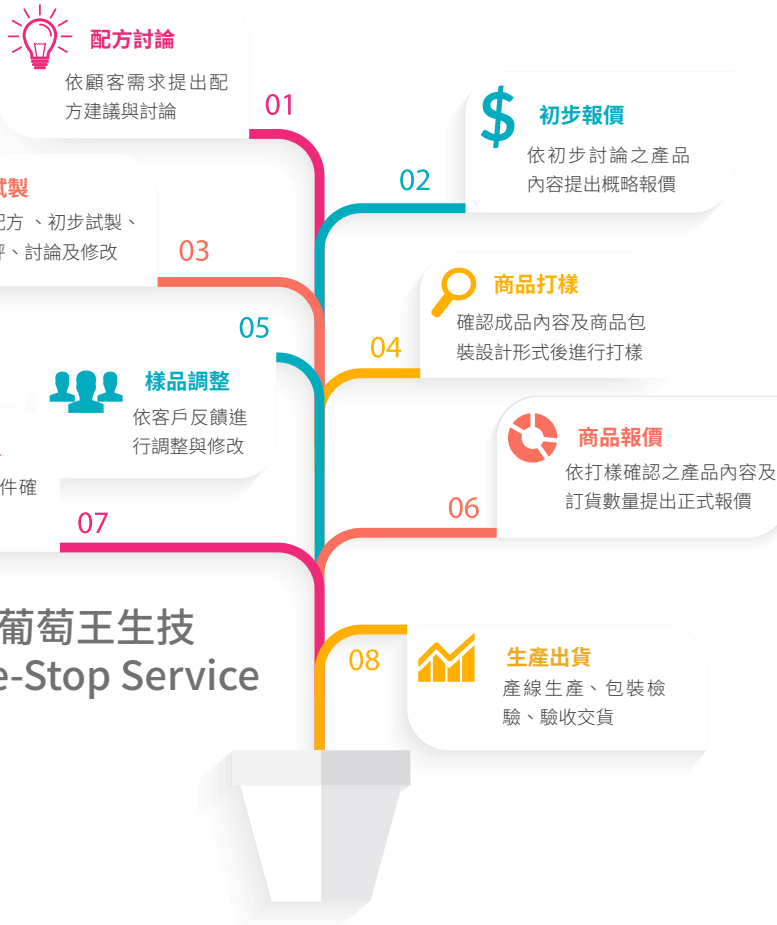 配方討論
依顧客需求提出配
方建議與討論
01
初步報價
依初步討論之產品
內容提出概略報價
02
試製
配方、初步試製、
、討論及修改
03
商品打樣
確認成品內容及商品包
裝設計形式後進行打樣
04
05
樣品調整
依客戶反饋進
行調整與修改
商品報價
依打樣確認之產品內容及
訂貨數量提出正式報價
06
件確
07
葡萄王生技
e-Stop Service
08
生產出貨
產線生產、包裝檢
驗、驗收交貨